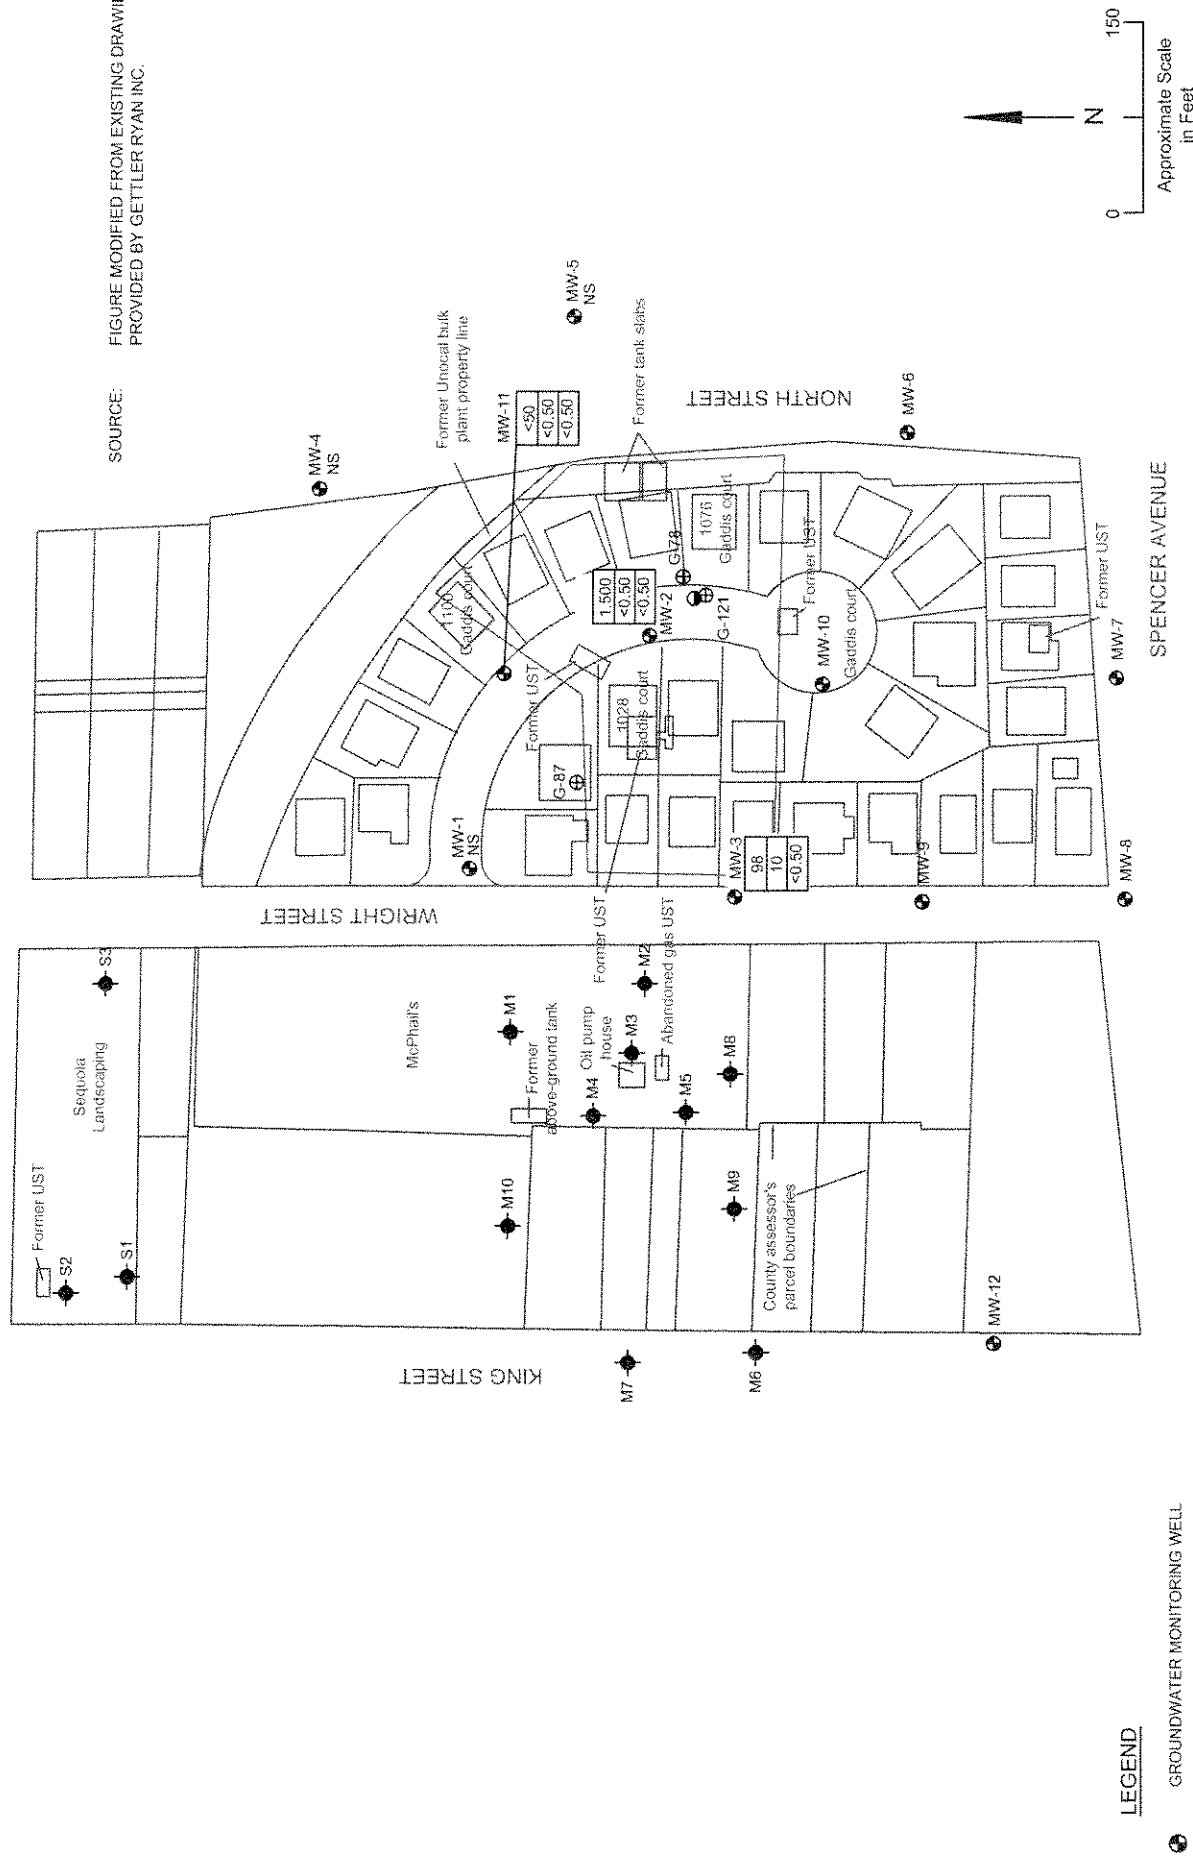 SOURCE:
FIGURE MODIFIED FROM EXISTING
PROVIDED BY GETTLER RYAN INC.
0
150
Approximate Scale
in Feet
N
MW-4
NS
MW-5
NS
Former Unocal bulk
plant property line
MW-11
<50
<0.50
<0.50
Former tank slabs
NORTH STREET
MW-6
SPENCER AVENUE
1100
Gaddis court
1,500
<0.50
<0.50
MW-2
G-78
1076
Gaddis court
G-121
Former UST
MW-10
Gaddis court
Former UST
MW-7
Former UST
1028
Gaddis court
G-87
MW-1
NS
MW-3
98
10
<0.50
MW-9
MW-8
WRIGHT STREET
Former UST
Abandoned gas UST
S3
Sequoia
Landscaping
McPhail's
M1
M2
Oil pump
house
M3
Former
above-ground tank
M4
M5
M8
Former UST
S2
S1
M10
M9
County assessor's
parcel boundaries
MW-12
KING STREET
M7
M6
LEGEND
GROUNDWATER MONITORING WELL